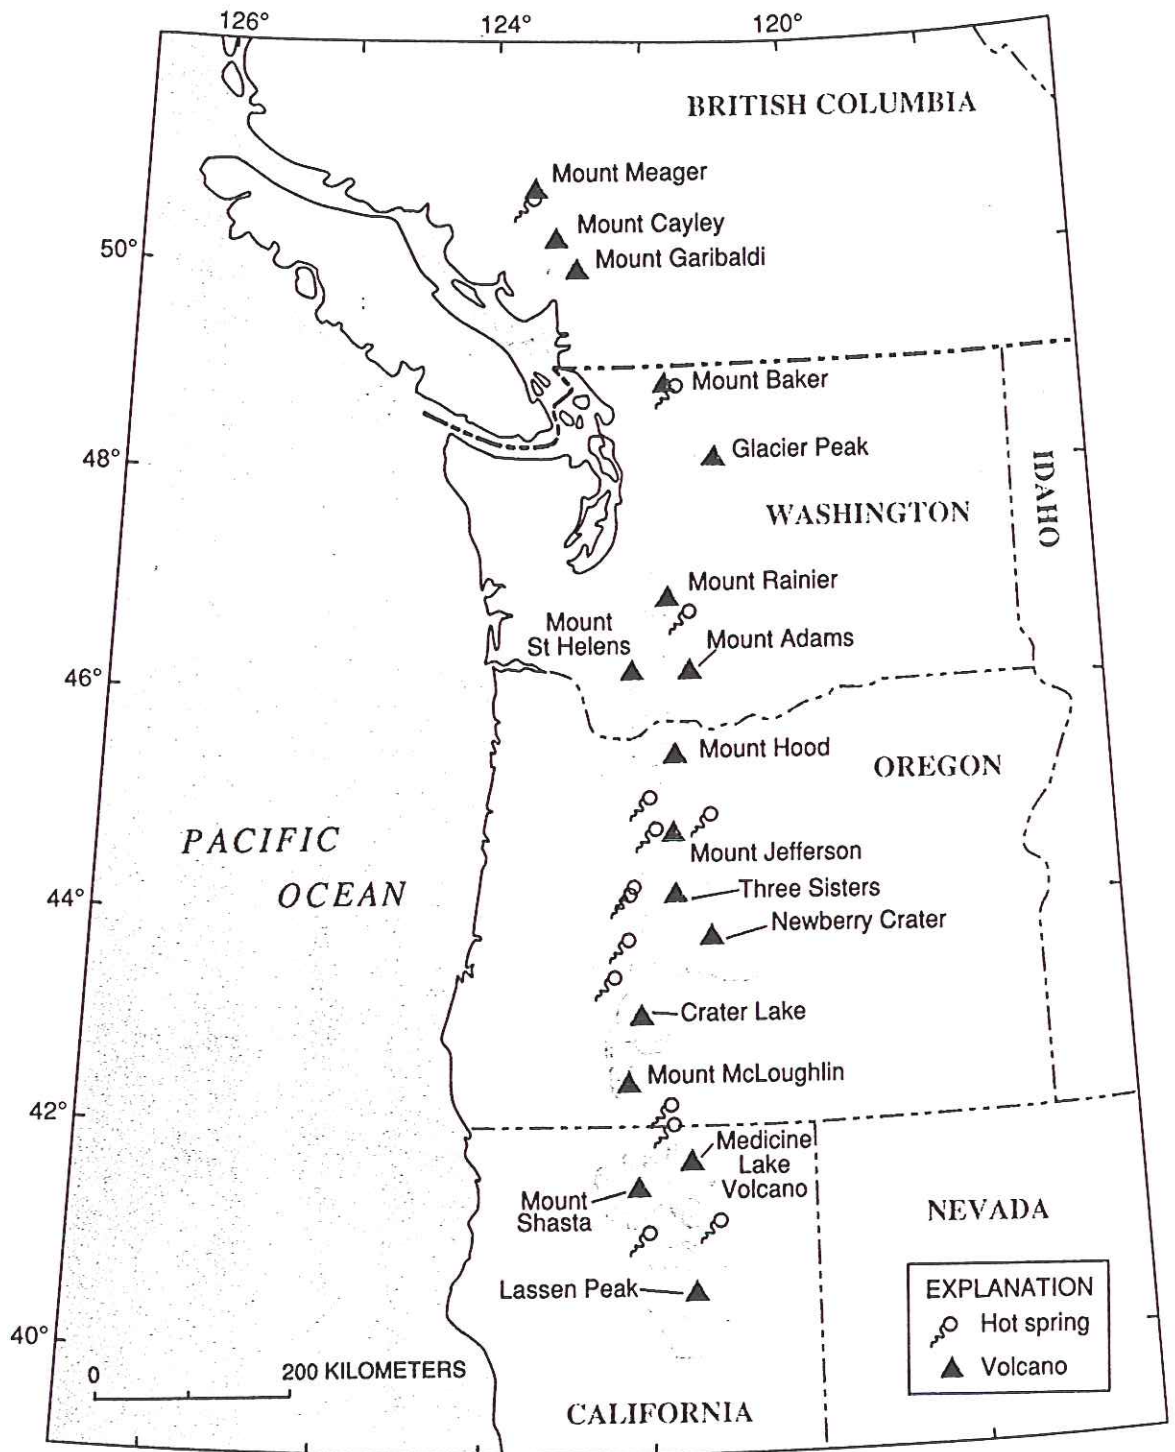 126°
124°
120°
BRITISH COLUMBIA
Mount Meager
Mount Cayley
50°
Mount Garibaldi
Mount Baker
Glacier Peak
48°
IDAHO
WASHINGTON
Mount Rainier
Mount
St Helens
Mount Adams
46°
Mount Hood
OREGON
PACIFIC
OCEAN
Mount Jefferson
Three Sisters
44°
Newberry Crater
Crater Lake
Mount McLoughlin
42°
Medicine
Lake
Volcano
Mount
Shasta
NEVADA
Lassen Peak
EXPLANATION
Hot spring
Volcano
40°
0
200 KILOMETERS
CALIFORNIA